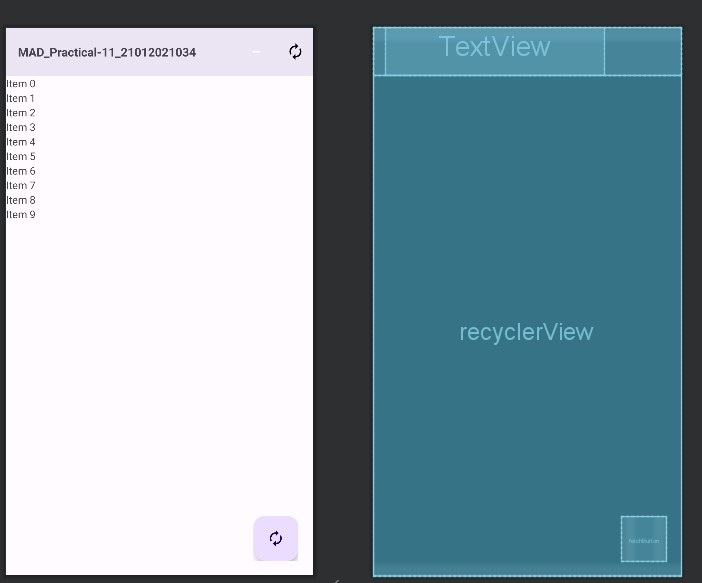 MAD_Practical-11_21012021034
Item 0
Item 1
Item 2
Item 3
Item 4
Item 5
Item 6
Item 7
Item 8
Item 9
TextView
recyclerView